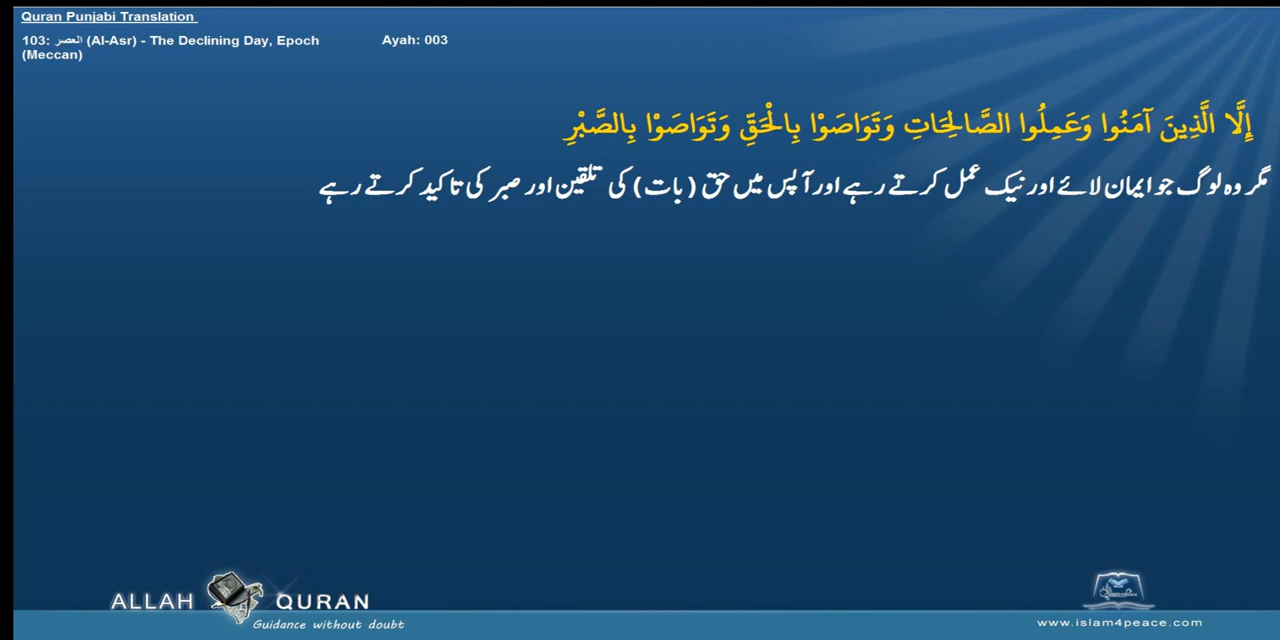 Quran Punjabi Translation
103: العصر (Al-Asr) - The Declining Day, Epoch
(Meccan)
Ayah: 003
إِلَّا الَّذِينَ آمَنُوا وَعَمِلُوا الصَّالِحَاتِ وَتَوَاصَوْا بِالْحَقِّ وَتَوَاصَوْا بِالصَّبْرِ
مگر وہ لوگ جو ایمان لائے اور نیک عمل کرتے رہے اور آپس میں حق (بات) کی تلقین اور صبر کی تاکید کرتے رہے
ALLAH QURAN
Guidance without doubt
www.islam4peace.com